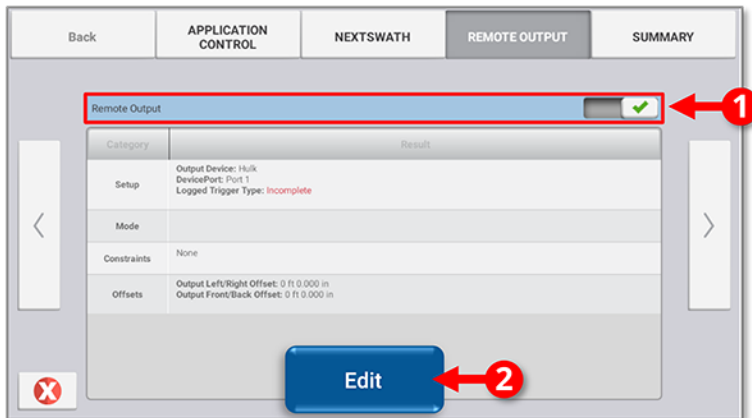 Back
APPLICATION
CONTROL
NEXTSWATH
REMOTE OUTPUT
SUMMARY
Remote Output
1
Category
Result
Setup
Output Device: Hulk
DevicePort: Port 1
Logged Trigger Type: Incomplete
Mode
Constraints
None
Offsets
Output Left/Right Offset: 0 ft 0.000 in
Output Front/Back Offset: 0 ft 0.000 in
Edit
2